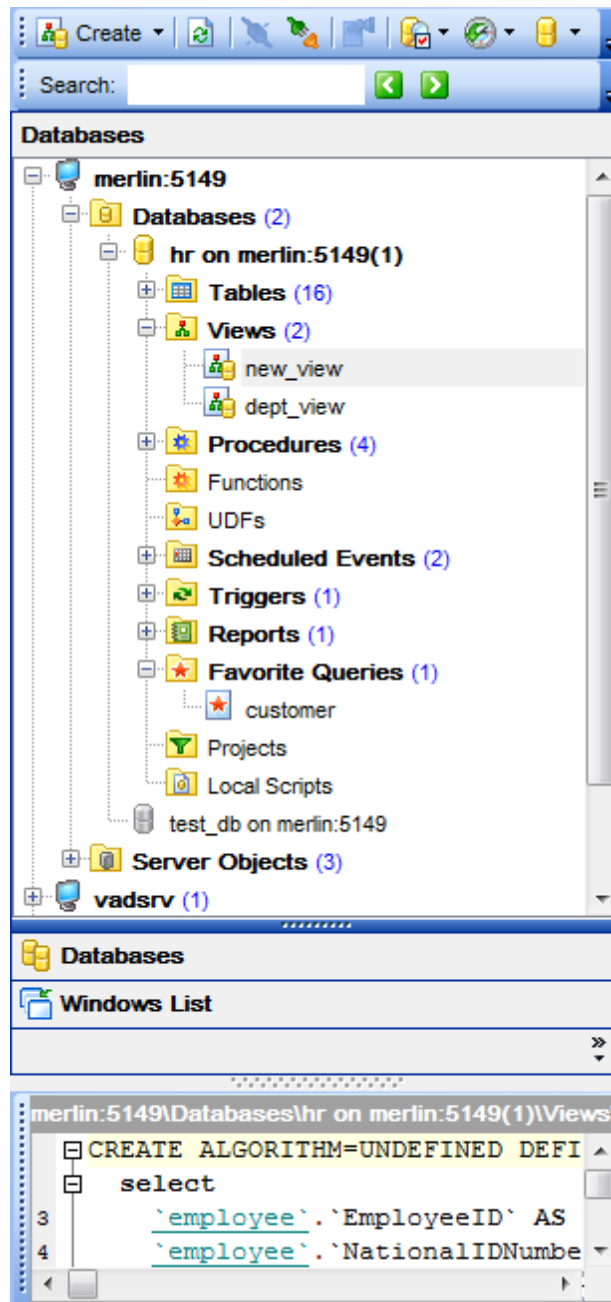 Create
Search:
Databases
merlin:5149
Databases (2)
hr on merlin:5149(1)
Tables (16)
Views (2)
new_view
dept_view
Procedures (4)
Functions
UDFs
Scheduled Events (2)
Triggers (1)
Reports (1)
Favorite Queries (1)
customer
Projects
Local Scripts
test_db on merlin:5149
Server Objects (3)
vadsrv (1)
Databases
Windows List
merlin:5149\Databases\hr on merlin:5149(1)\Views
CREATE ALGORITHM=UNDEFINED DEFI
select
3 `employee`.`EmployeeID` AS
4 `employee`.`NationalIDNumbe